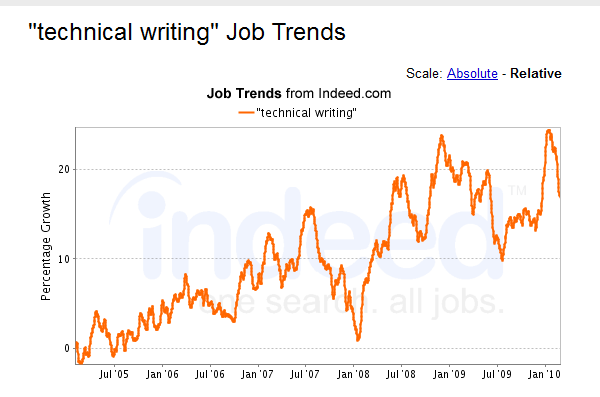 "technical writing" Job Trends
Scale: Absolute - Relative
Job Trends from Indeed.com
"technical writing"
Percentage Growth
20
10
0
indeed™
one search. all jobs.
Jul '05 Jan '06 Jul '06 Jan '07 Jul '07 Jan '08 Jul '08 Jan '09 Jul '09 Jan '10